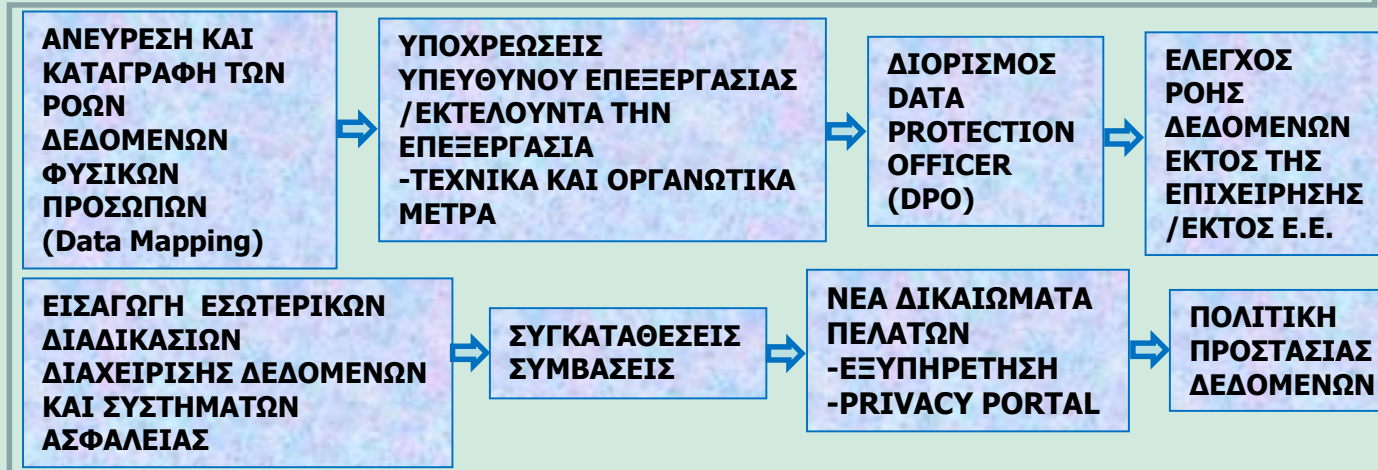 ΑΝΕΥΡΕΣΗ ΚΑΙ
ΚΑΤΑΓΡΑΦΗ ΤΩΝ
ΡΟΩΝ
ΔΕΔΟΜΕΝΩΝ
ΦΥΣΙΚΩΝ
ΠΡΟΣΩΠΩΝ
(Data Mapping)
ΥΠΟΧΡΕΩΣΕΙΣ
ΥΠΕΥΘΥΝΟΥ ΕΠΕΞΕΡΓΑΣΙΑΣ
/ΕΚΤΕΛΟΥΝΤΑ ΤΗΝ
ΕΠΕΞΕΡΓΑΣΙΑ
-ΤΕΧΝΙΚΑ ΚΑΙ ΟΡΓΑΝΩΤΙΚΑ
ΜΕΤΡΑ
ΔΙΟΡΙΣΜΟΣ
DATA
PROTECTION
OFFICER
(DPO)
ΕΛΕΓΧΟΣ
ΡΟΗΣ
ΔΕΔΟΜΕΝΩΝ
ΕΚΤΟΣ ΤΗΣ
ΕΠΙΧΕΙΡΗΣΗΣ
/ΕΚΤΟΣ Ε.Ε.
ΕΙΣΑΓΩΓΗ ΕΣΩΤΕΡΙΚΩΝ
ΔΙΑΔΙΚΑΣΙΩΝ
ΔΙΑΧΕΙΡΙΣΗΣ ΔΕΔΟΜΕΝΩΝ
ΚΑΙ ΣΥΣΤΗΜΑΤΩΝ
ΑΣΦΑΛΕΙΑΣ
ΣΥΓΚΑΤΑΘΕΣΕΙΣ
ΣΥΜΒΑΣΕΙΣ
ΝΕΑ ΔΙΚΑΙΩΜΑΤΑ
ΠΕΛΑΤΩΝ
-ΕΞΥΠΗΡΕΤΗΣΗ
-PRIVACY PORTAL
ΠΟΛΙΤΙΚΗ
ΠΡΟΣΤΑΣΙΑΣ
ΔΕΔΟΜΕΝΩΝ